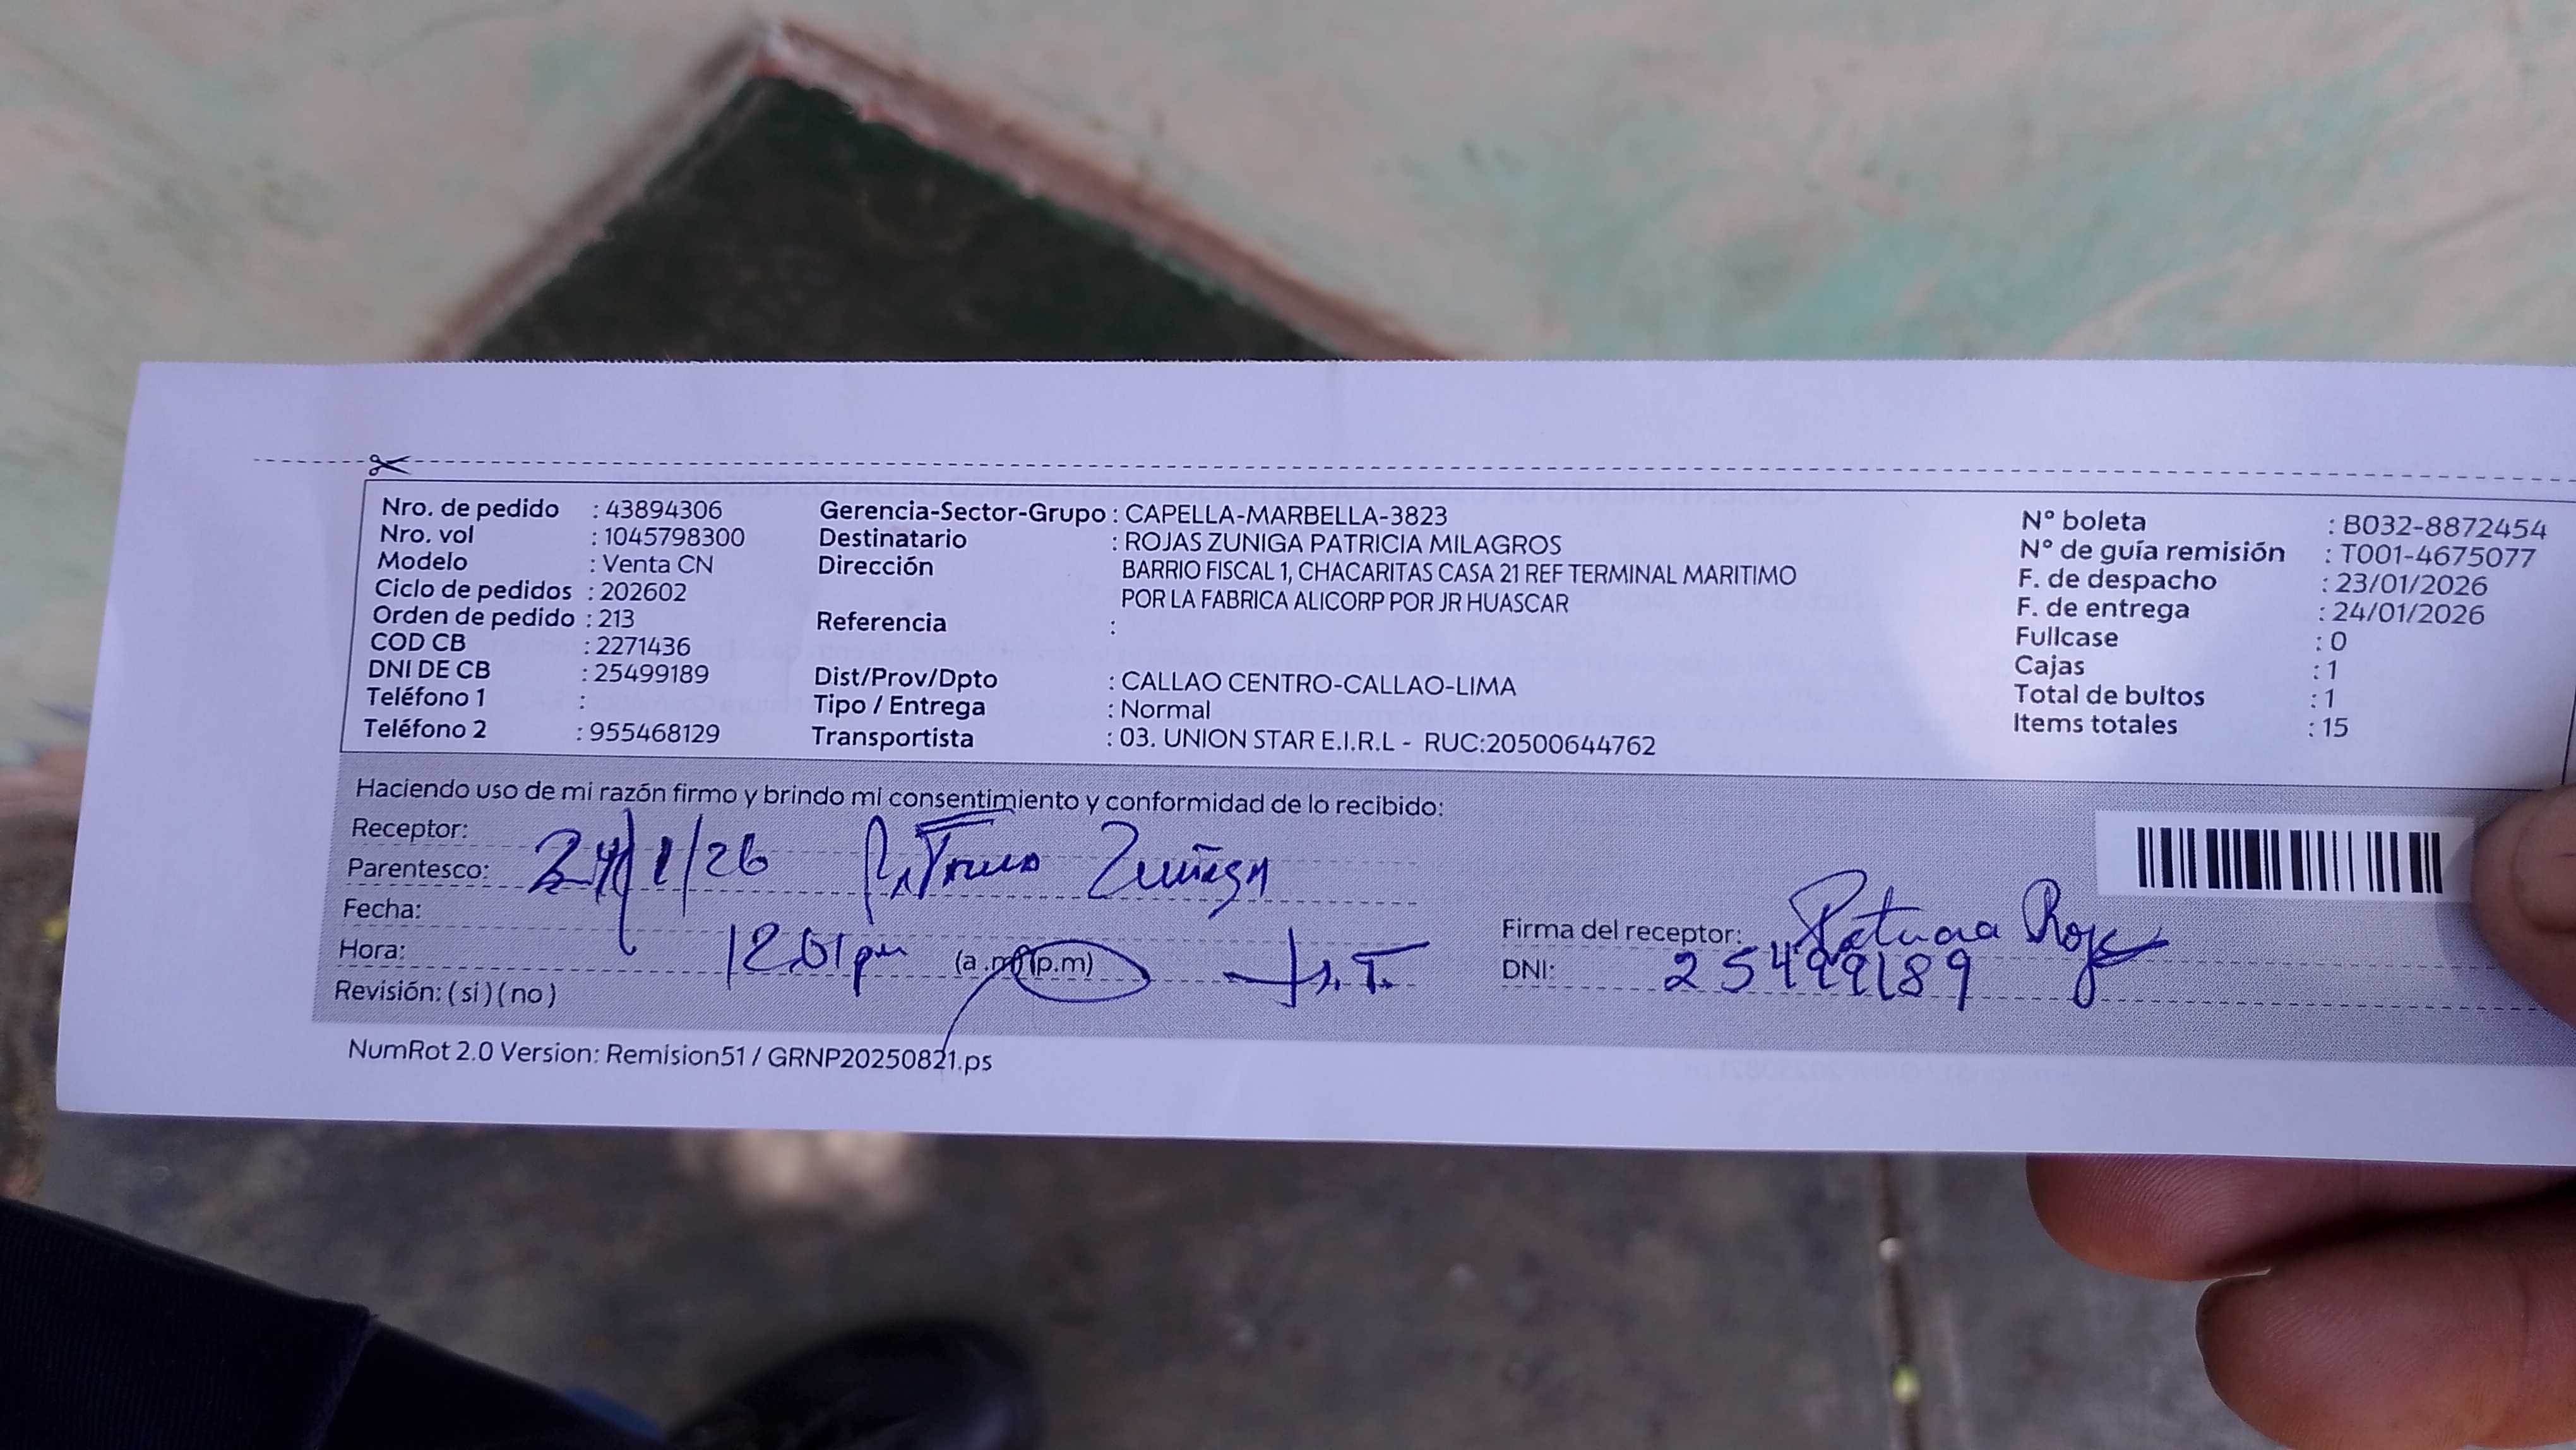 Nro. de pedido : 43894306
Nro. vol : 1045798300
Modelo : Venta CN
Ciclo de pedidos : 202602
Orden de pedido : 213
COD CB : 2271436
DNI DE CB : 25499189
Teléfono 1 :
Teléfono 2 : 955468129
Gerencia-Sector-Grupo : CAPELLA-MARBELLA-3823
Destinatario : ROJAS ZUNIGA PATRICIA MILAGROS
Dirección BARRIO FISCAL 1, CHACARITAS CASA 21 REF TERMINAL MARITIMO
POR LA FABRICA ALICORP POR JR HUASCAR
Referencia :
Dist/Prov/Dpto : CALLAO CENTRO-CALLAO-LIMA
Tipo / Entrega : Normal
Transportista : 03. UNION STAR E.I.R.L - RUC:20500644762
N° boleta : B032-8872454
N° de guía remisión : T001-4675077
F. de despacho : 23/01/2026
F. de entrega : 24/01/2026
Fullcase : 0
Cajas : 1
Total de bultos : 1
Items totales : 15
Haciendo uso de mi razón firmo y brindo mi consentimiento y conformidad de lo recibido:
Receptor:
Parentesco: 24/1/26 Zuñiga
Fecha:
Hora: 12:01 pm (a .m) (p.m)
Revisión: ( si ) ( no )
Firma del receptor: Patricia Rojas
DNI: 25499189
NumRot 2.0 Version: Remision51 / GRNP20250821.ps